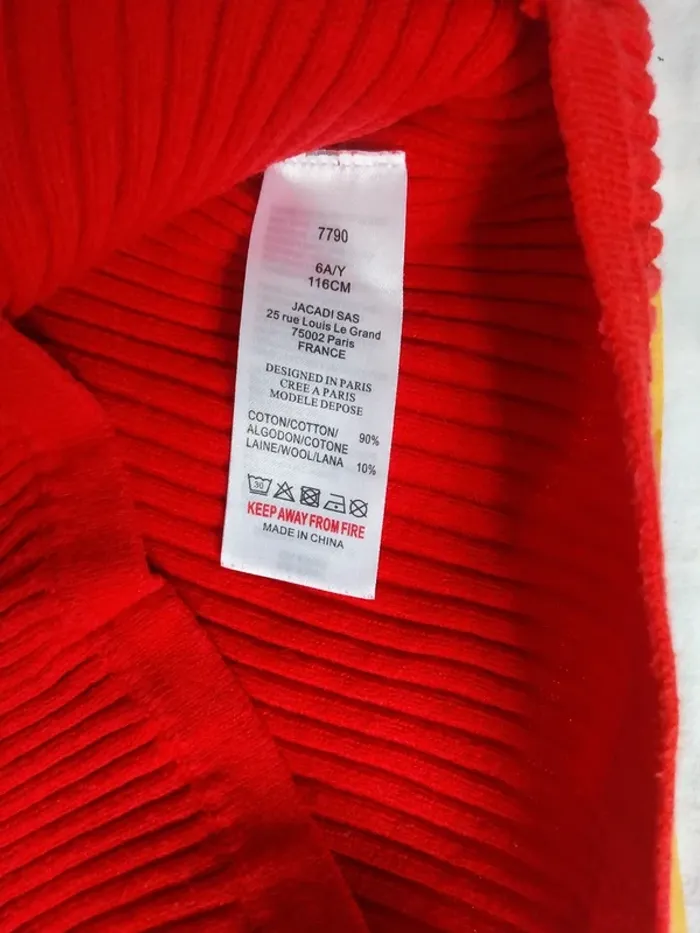 7790
6A/Y
116CM
JACADI SAS
25 rue Louis Le Grand
75002 Paris
FRANCE
DESIGNED IN PARIS
CREE A PARIS
MODELE DEPOSE
COTON/COTTON/
ALGODON/COTONE 90%
LAINE/WOOL/LANA 10%
30
KEEP AWAY FROM FIRE
MADE IN CHINA